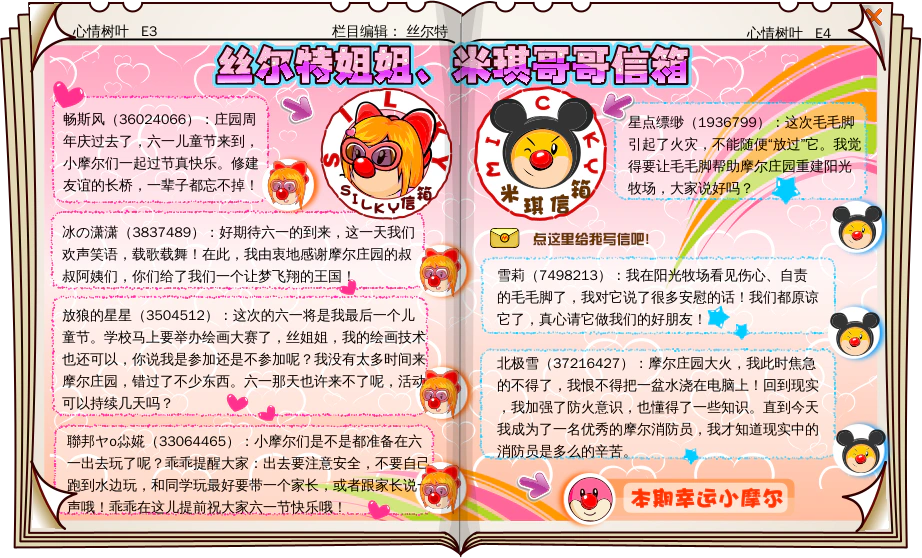 心情树叶 E3
栏目编辑： 丝尔特
心情树叶 E4
丝尔特姐姐、米琪哥哥信箱
畅斯风（36024066）：庄园周
年庆过去了，六一儿童节来到，
小摩尔们一起过节真快乐。修建
友谊的长桥，一辈子都忘不掉！
SILKY
SILKY信箱
冰の潇潇（3837489）：好期待六一的到来，这一天我们
欢声笑语，载歌载舞！在此，我由衷地感谢摩尔庄园的叔
叔阿姨们，你们给了我们一个让梦飞翔的王国！
放狼的星星（3504512）：这次的六一将是我最后一个儿
童节。学校马上要举办绘画大赛了，丝姐姐，我的绘画技术
也还可以，你说我是参加还是不参加呢？我没有太多时间来
摩尔庄园，错过了不少东西。六一那天也许来不了呢，活动
可以持续几天吗？
聯邦ヤo尛婲（33064465）：小摩尔们是不是都准备在六
一出去玩了呢？乖乖提醒大家：出去要注意安全，不要自己
跑到水边玩，和同学玩最好要带一个家长，或者跟家长说一
声哦！乖乖在这儿提前祝大家六一节快乐哦！
MICKY
米琪信箱
星点缥缈（1936799）：这次毛毛脚
引起了火灾，不能随便“放过”它。我觉
得要让毛毛脚帮助摩尔庄园重建阳光
牧场，大家说好吗？
点这里给我写信吧!
雪莉（7498213）：我在阳光牧场看见伤心、自责
的毛毛脚了，我对它说了很多安慰的话！我们都原谅
它了，真心请它做我们的好朋友！
北极雪（37216427）：摩尔庄园大火，我此时焦急
的不得了，我恨不得把一盆水浇在电脑上！回到现实
，我加强了防火意识，也懂得了一些知识。直到今天
我成为了一名优秀的摩尔消防员，我才知道现实中的
消防员是多么的辛苦。
本期幸运小摩尔